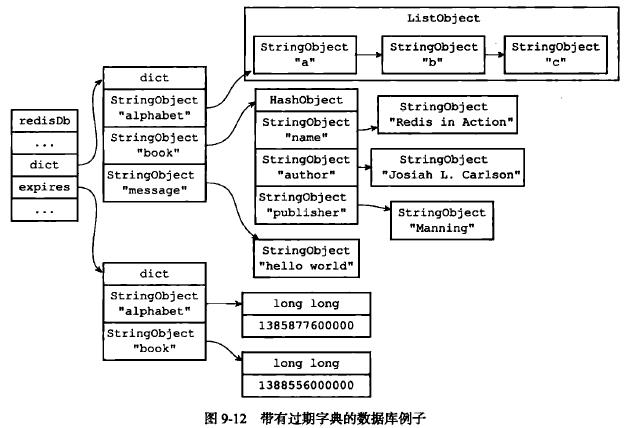 ListObject
StringObject
"a"
StringObject
"b"
StringObject
"c"
dict
StringObject
"alphabet"
StringObject
"book"
StringObject
"message"
redisDb
...
dict
expires
...
HashObject
StringObject
"name"
StringObject
"author"
StringObject
"publisher"
StringObject
"Redis in Action"
StringObject
"Josiah L. Carlson"
StringObject
"Manning"
StringObject
"hello world"
dict
StringObject
"alphabet"
StringObject
"book"
long long
1385877600000
long long
1388556000000
图 9-12 带有过期字典的数据库例子